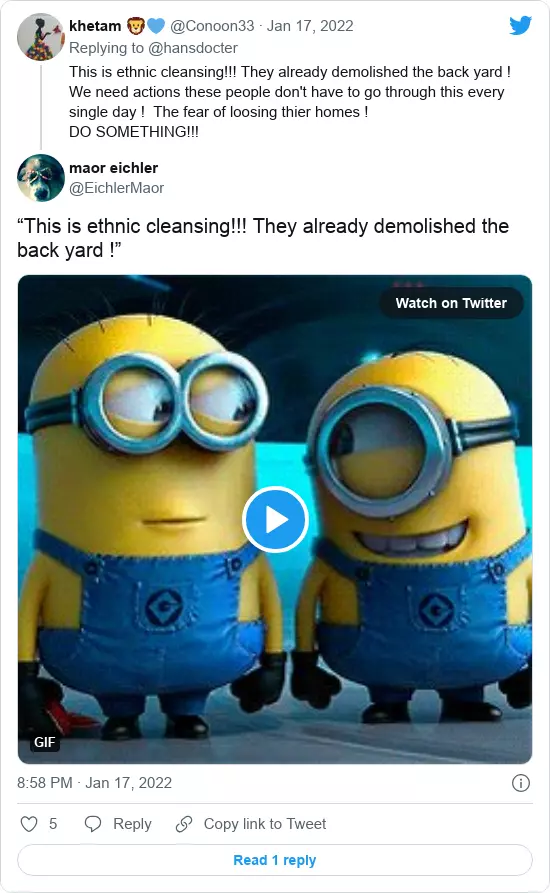 khetam 🦁💙 @Conoon33 · Jan 17, 2022
Replying to @hansdocter
This is ethnic cleansing!!! They already demolished the back yard !
We need actions these people don't have to go through this every
single day !  The fear of loosing thier homes !
DO SOMETHING!!!
maor eichler
@EichlerMaor
“This is ethnic cleansing!!! They already demolished the
back yard !”
Watch on Twitter
GIF
8:58 PM · Jan 17, 2022
5 Reply Copy link to Tweet
Read 1 reply